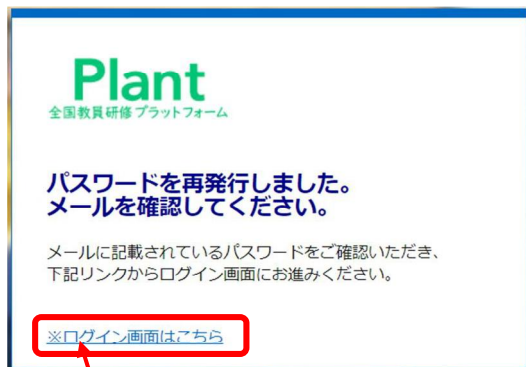 Plant
全国教員研修プラットフォーム
パスワードを再発行しました。
メールを確認してください。
メールに記載されているパスワードをご確認いただき、
下記リンクからログイン画面にお進みください。
※ログイン画面はこちら